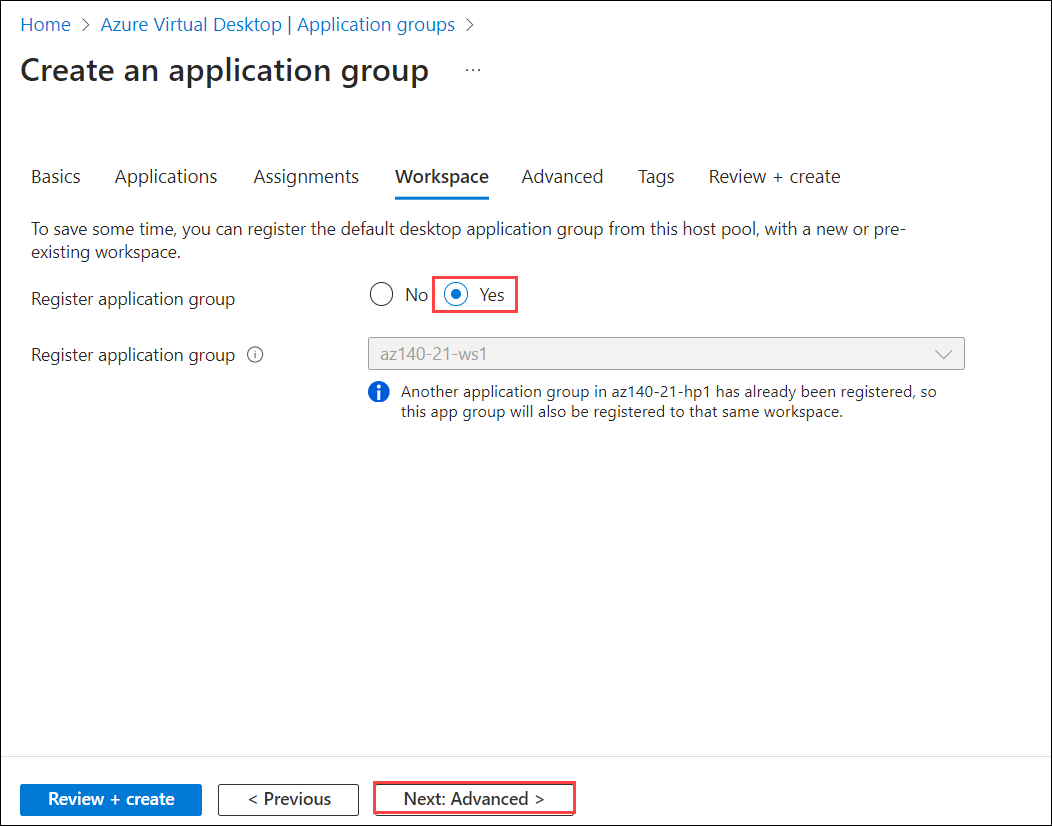 Home > Azure Virtual Desktop | Application groups >
Create an application group ...
Basics Applications Assignments Workspace Advanced Tags Review + create
To save some time, you can register the default desktop application group from this host pool, with a new or pre-
existing workspace.
Register application group No Yes
Register application group az140-21-ws1
Another application group in az140-21-hp1 has already been registered, so
this app group will also be registered to that same workspace.
Review + create < Previous Next: Advanced >